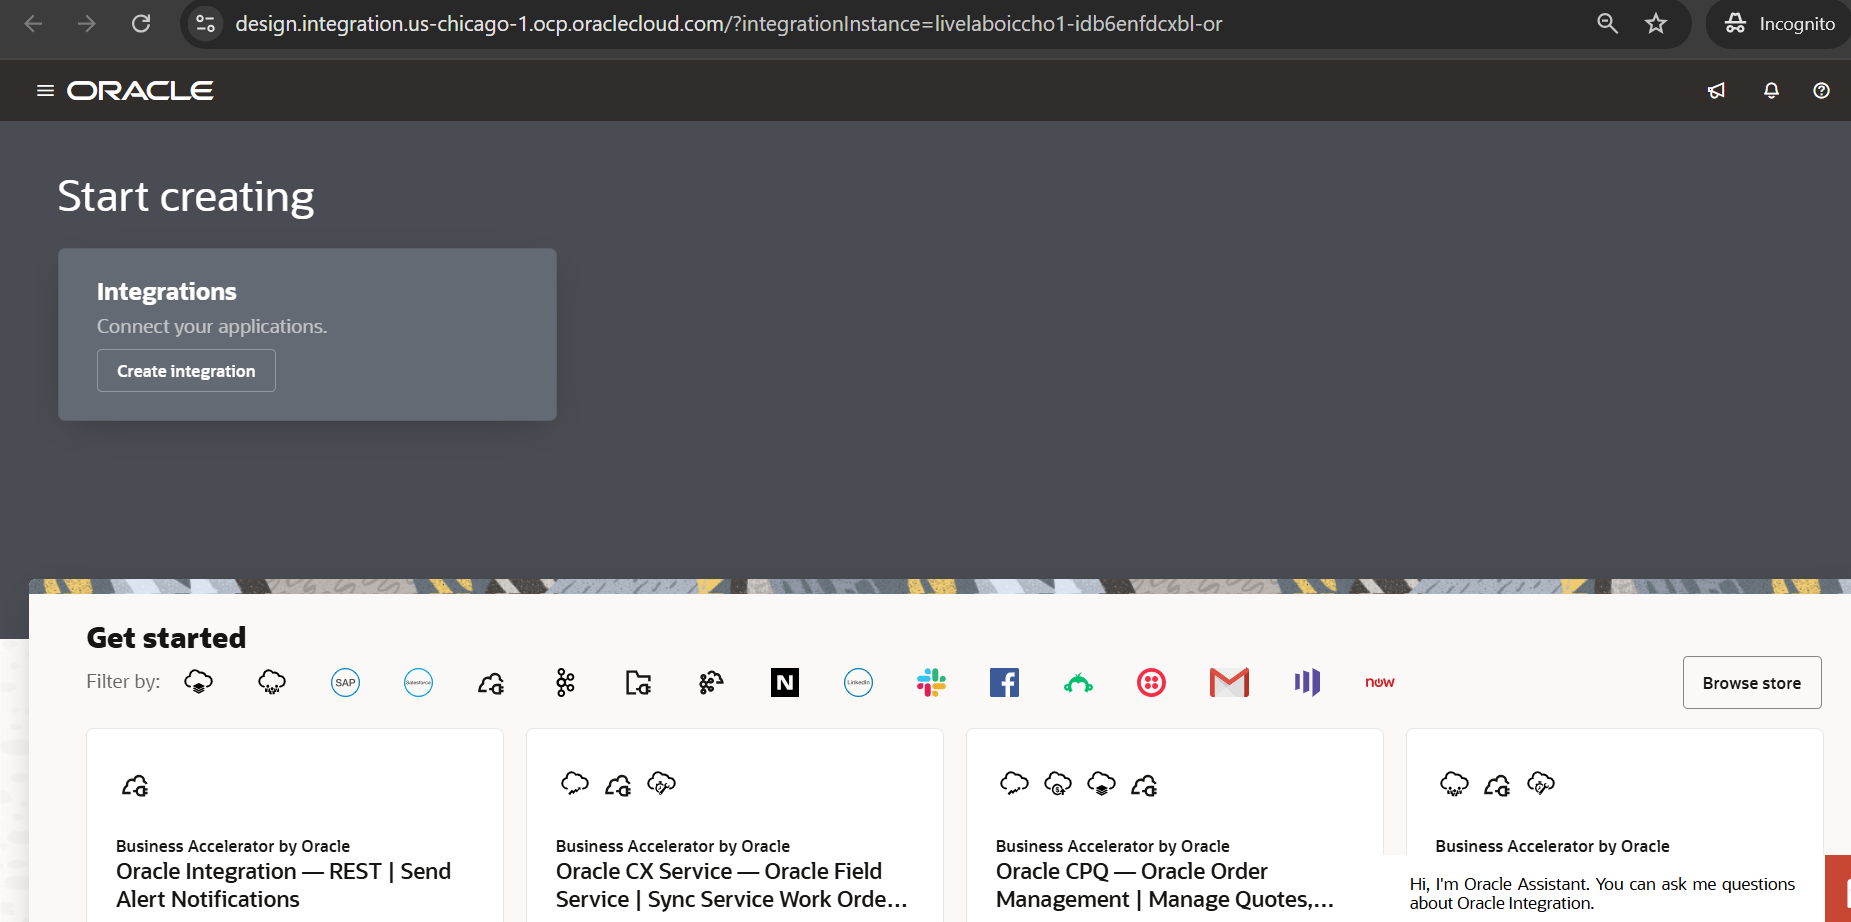 design.integration.us-chicago-1.ocp.oraclecloud.com/?integrationInstance=livelaboiccho1-idb6enfdcxbl-or
Incognito
ORACLE
Start creating
Integrations
Connect your applications.
Create integration
Get started
Filter by:
SAP
Salesforce
N
LinkedIn
now
Browse store
Business Accelerator by Oracle
Oracle Integration — REST | Send
Alert Notifications
Business Accelerator by Oracle
Oracle CX Service — Oracle Field
Service | Sync Service Work Orde...
Business Accelerator by Oracle
Oracle CPQ — Oracle Order
Management | Manage Quotes,...
Business Accelerator by Oracle
Hi, I'm Oracle Assistant. You can ask me questions
about Oracle Integration.